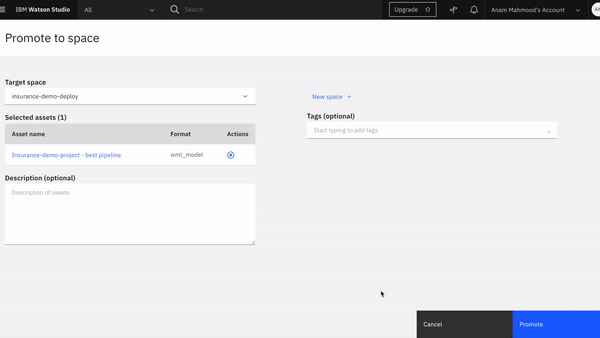 IBM Watson Studio
All
Search
Upgrade
Anam Mahmood's Account
Promote to space
Target space
insurance-demo-deploy
New space +
Selected assets (1)
Asset name Format Actions
Insurance-demo-project - best pipeline wml_model
Tags (optional)
Start typing to add tags
Description (optional)
Description of assets
Cancel
Promote